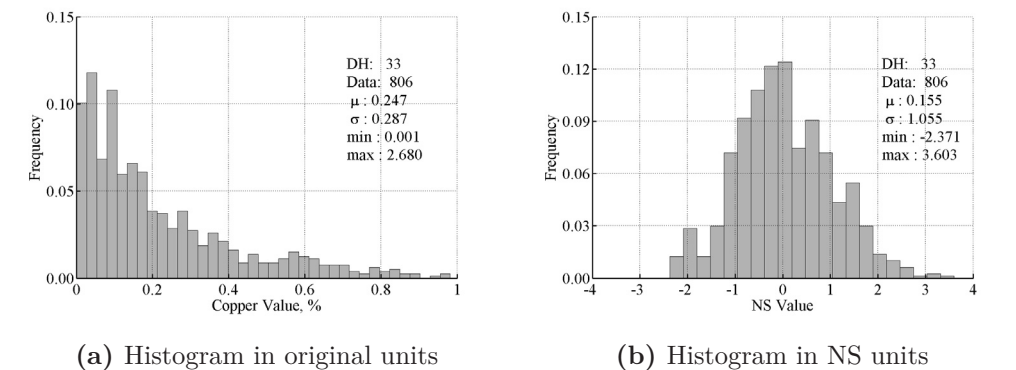 0.15
0.10
0.05
0.00
Frequency
DH: 33
Data: 806
μ : 0.247
σ : 0.287
min : 0.001
max : 2.680
0 0.2 0.4 0.6 0.8 1
Copper Value, %
(a) Histogram in original units
0.15
0.12
0.09
0.06
0.03
0.00
Frequency
DH: 33
Data: 806
μ : 0.155
σ : 1.055
min : -2.371
max : 3.603
-4 -3 -2 -1 0 1 2 3 4
NS Value
(b) Histogram in NS units